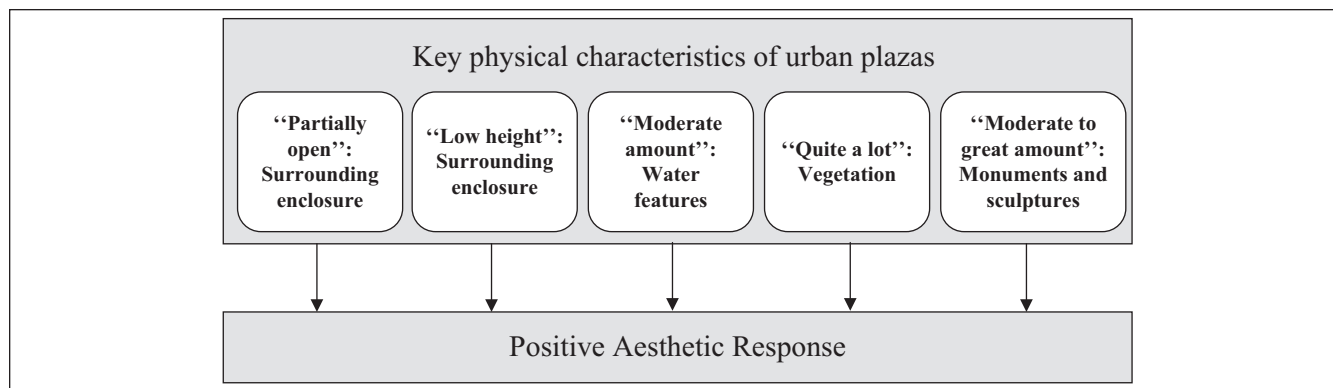 Key physical characteristics of urban plazas
‘‘Partially
open’’:
Surrounding
enclosure
‘‘Low height’’:
Surrounding
enclosure
‘‘Moderate
amount’’:
Water
features
‘‘Quite a lot’’:
Vegetation
‘‘Moderate to
great amount’’:
Monuments and
sculptures
Positive Aesthetic Response